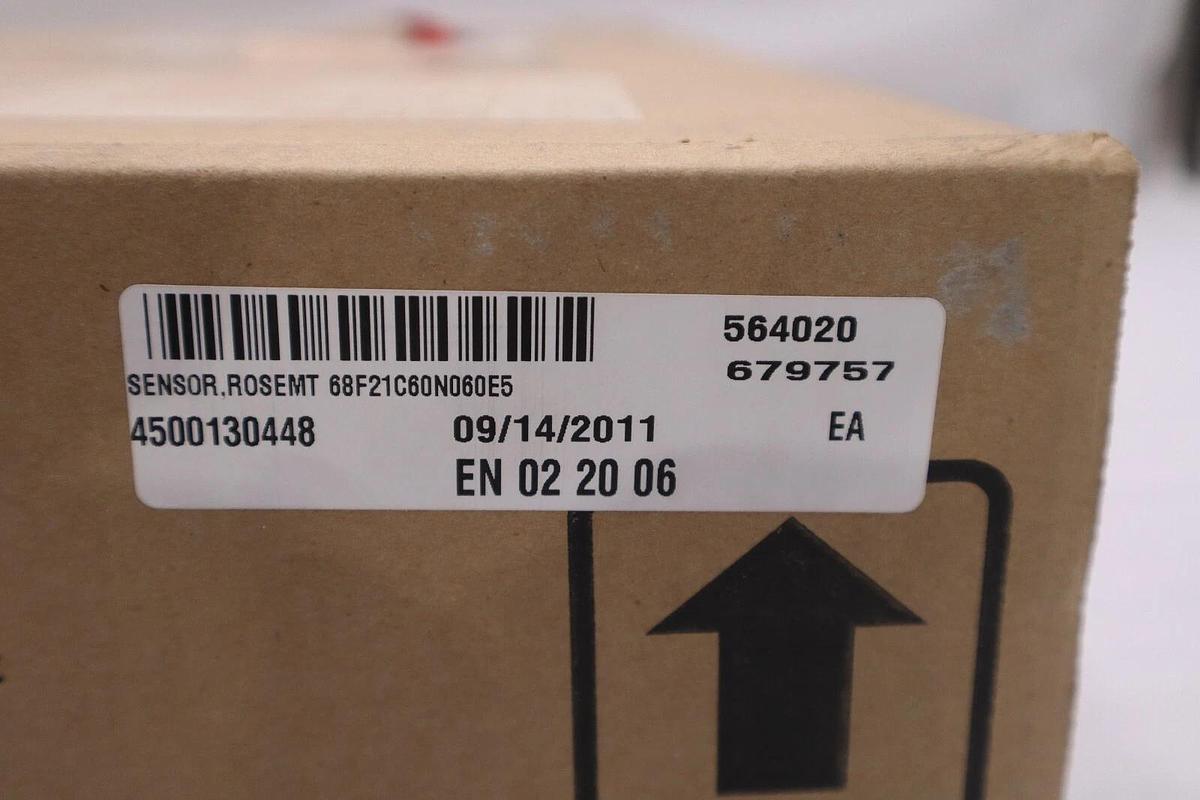 564020
679757
SENSOR,ROSEMT 68F21C60N060E5
4500130448 09/14/2011 EA
EN 02 20 06